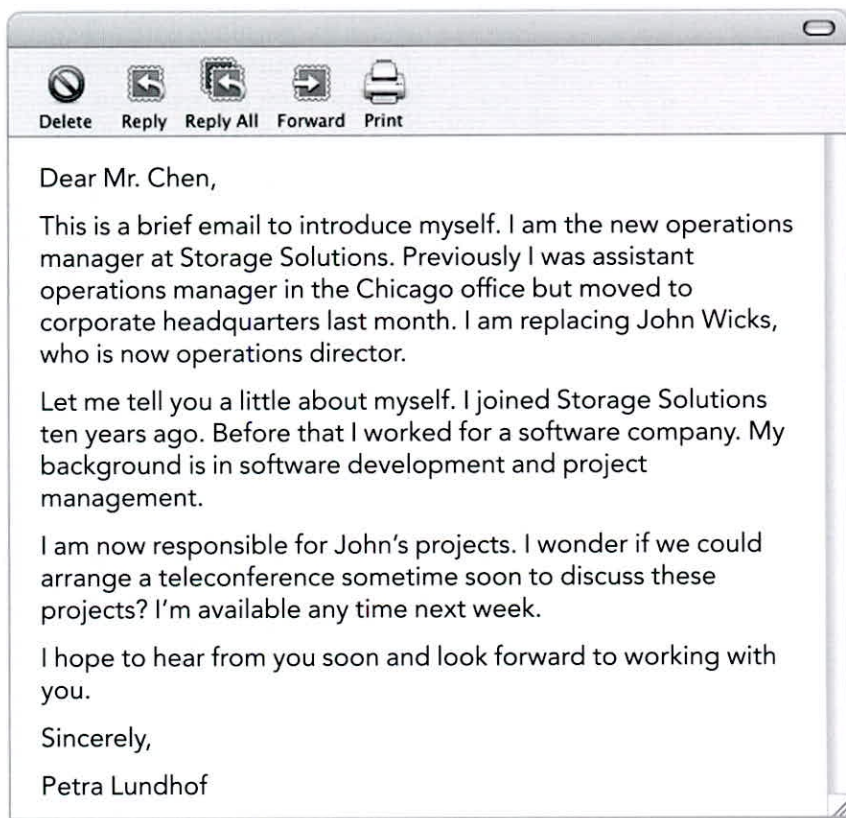 Delete Reply Reply All Forward Print
Dear Mr. Chen,
This is a brief email to introduce myself. I am the new operations
manager at Storage Solutions. Previously I was assistant
operations manager in the Chicago office but moved to
corporate headquarters last month. I am replacing John Wicks,
who is now operations director.
Let me tell you a little about myself. I joined Storage Solutions
ten years ago. Before that I worked for a software company. My
background is in software development and project
management.
I am now responsible for John's projects. I wonder if we could
arrange a teleconference sometime soon to discuss these
projects? I'm available any time next week.
I hope to hear from you soon and look forward to working with
you.
Sincerely,
Petra Lundhof